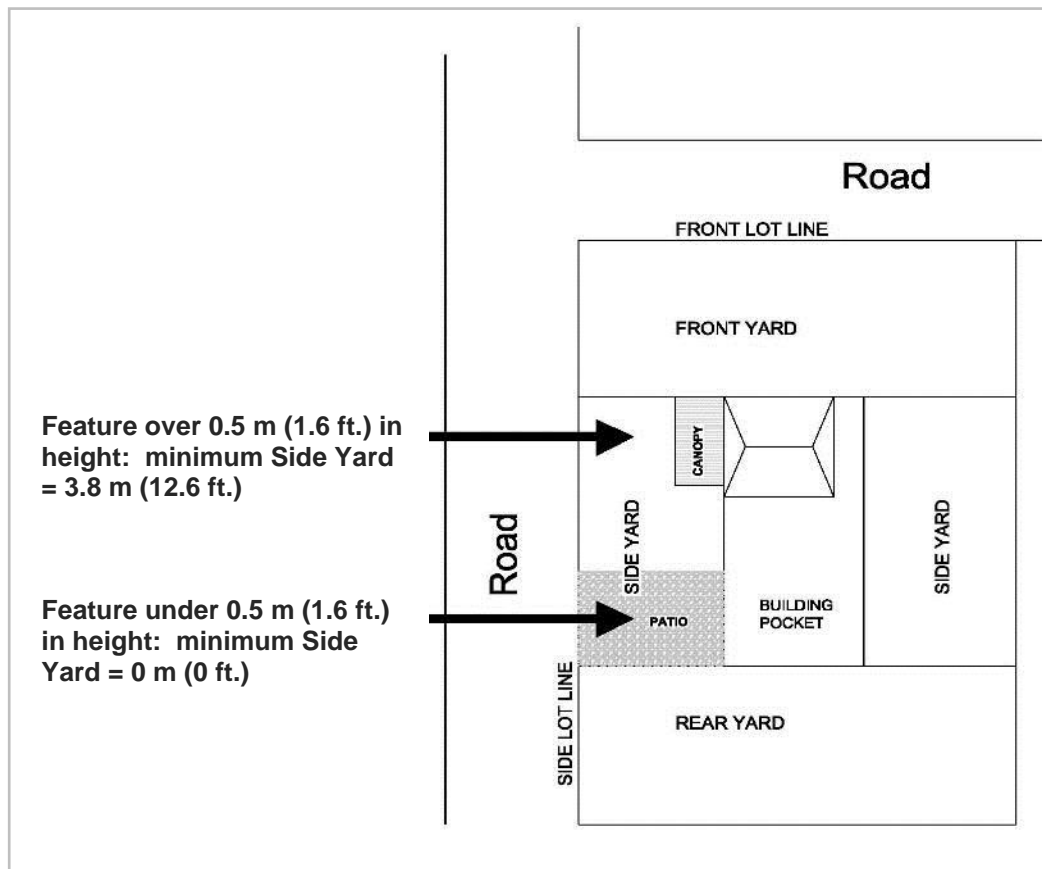 Road
FRONT LOT LINE
FRONT YARD
Feature over 0.5 m (1.6 ft.) in
height:  minimum Side Yard
= 3.8 m (12.6 ft.)
CANOPY
Road
SIDE YARD
SIDE YARD
Feature under 0.5 m (1.6 ft.)
in height:  minimum Side
Yard = 0 m (0 ft.)
PATIO
BUILDING
POCKET
SIDE LOT LINE
REAR YARD